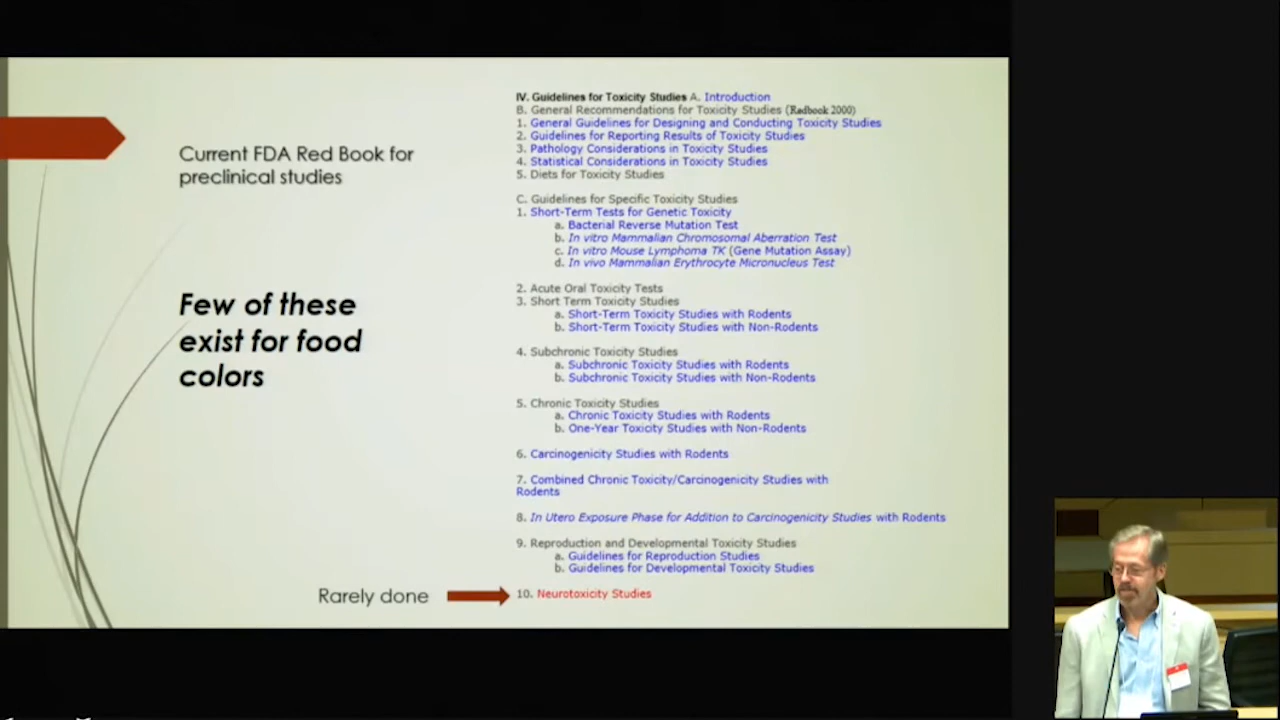 Current FDA Red Book for
preclinical studies
Few of these
exist for food
colors
Rarely done
IV. Guidelines for Toxicity Studies A. Introduction
B. General Recommendations for Toxicity Studies (Redbook 2000)
1. General Guidelines for Designing and Conducting Toxicity Studies
2. Guidelines for Reporting Results of Toxicity Studies
3. Pathology Considerations in Toxicity Studies
4. Statistical Considerations in Toxicity Studies
5. Diets for Toxicity Studies
C. Guidelines for Specific Toxicity Studies
1. Short-Term Tests for Genetic Toxicity
a. Bacterial Reverse Mutation Test
b. In vitro Mammalian Chromosomal Aberration Test
c. In vitro Mouse Lymphoma TK (Gene Mutation Assay)
d. In vivo Mammalian Erythrocyte Micronucleus Test
2. Acute Oral Toxicity Tests
3. Short Term Toxicity Studies
a. Short-Term Toxicity Studies with Rodents
b. Short-Term Toxicity Studies with Non-Rodents
4. Subchronic Toxicity Studies
a. Subchronic Toxicity Studies with Rodents
b. Subchronic Toxicity Studies with Non-Rodents
5. Chronic Toxicity Studies
a. Chronic Toxicity Studies with Rodents
b. One-Year Toxicity Studies with Non-Rodents
6. Carcinogenicity Studies with Rodents
7. Combined Chronic Toxicity/Carcinogenicity Studies with
Rodents
8. In Utero Exposure Phase for Addition to Carcinogenicity Studies with Rodents
9. Reproduction and Developmental Toxicity Studies
a. Guidelines for Reproduction Studies
b. Guidelines for Developmental Toxicity Studies
10. Neurotoxicity Studies